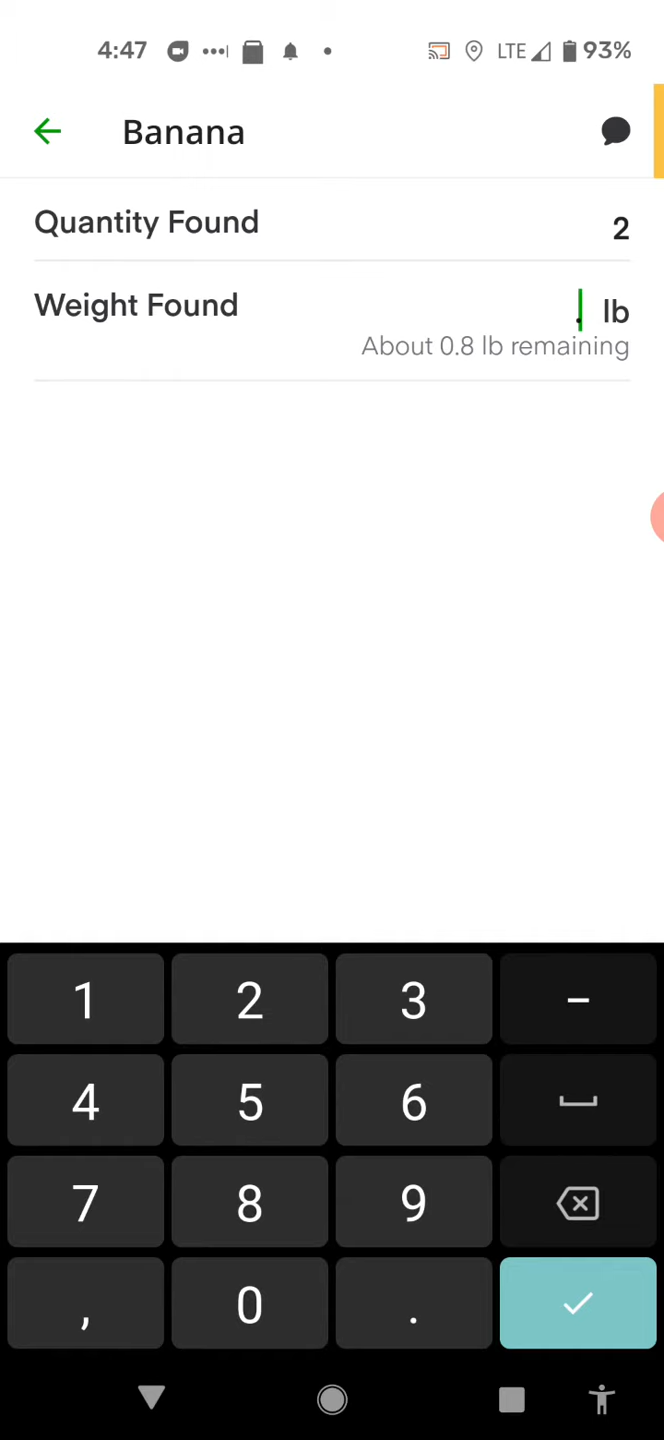 4:47 LTE 93%
Banana
Quantity Found 2
Weight Found . lb
About 0.8 lb remaining
1 2 3 -
4 5 6
7 8 9
, 0 .